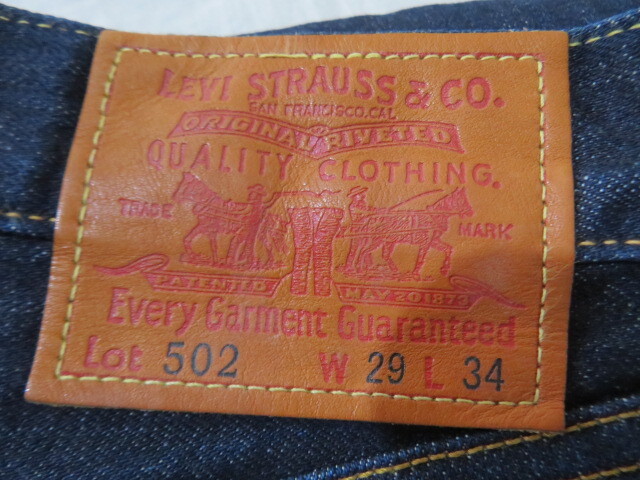 LEVI STRAUSS & CO.
SAN FRANCISCO, CAL
ORIGINAL RIVETED
QUALITY CLOTHING.
TRADE MARK
PATENTED MAY 20 1873
Every Garment Guaranteed
Lot 502 W 29 L 34